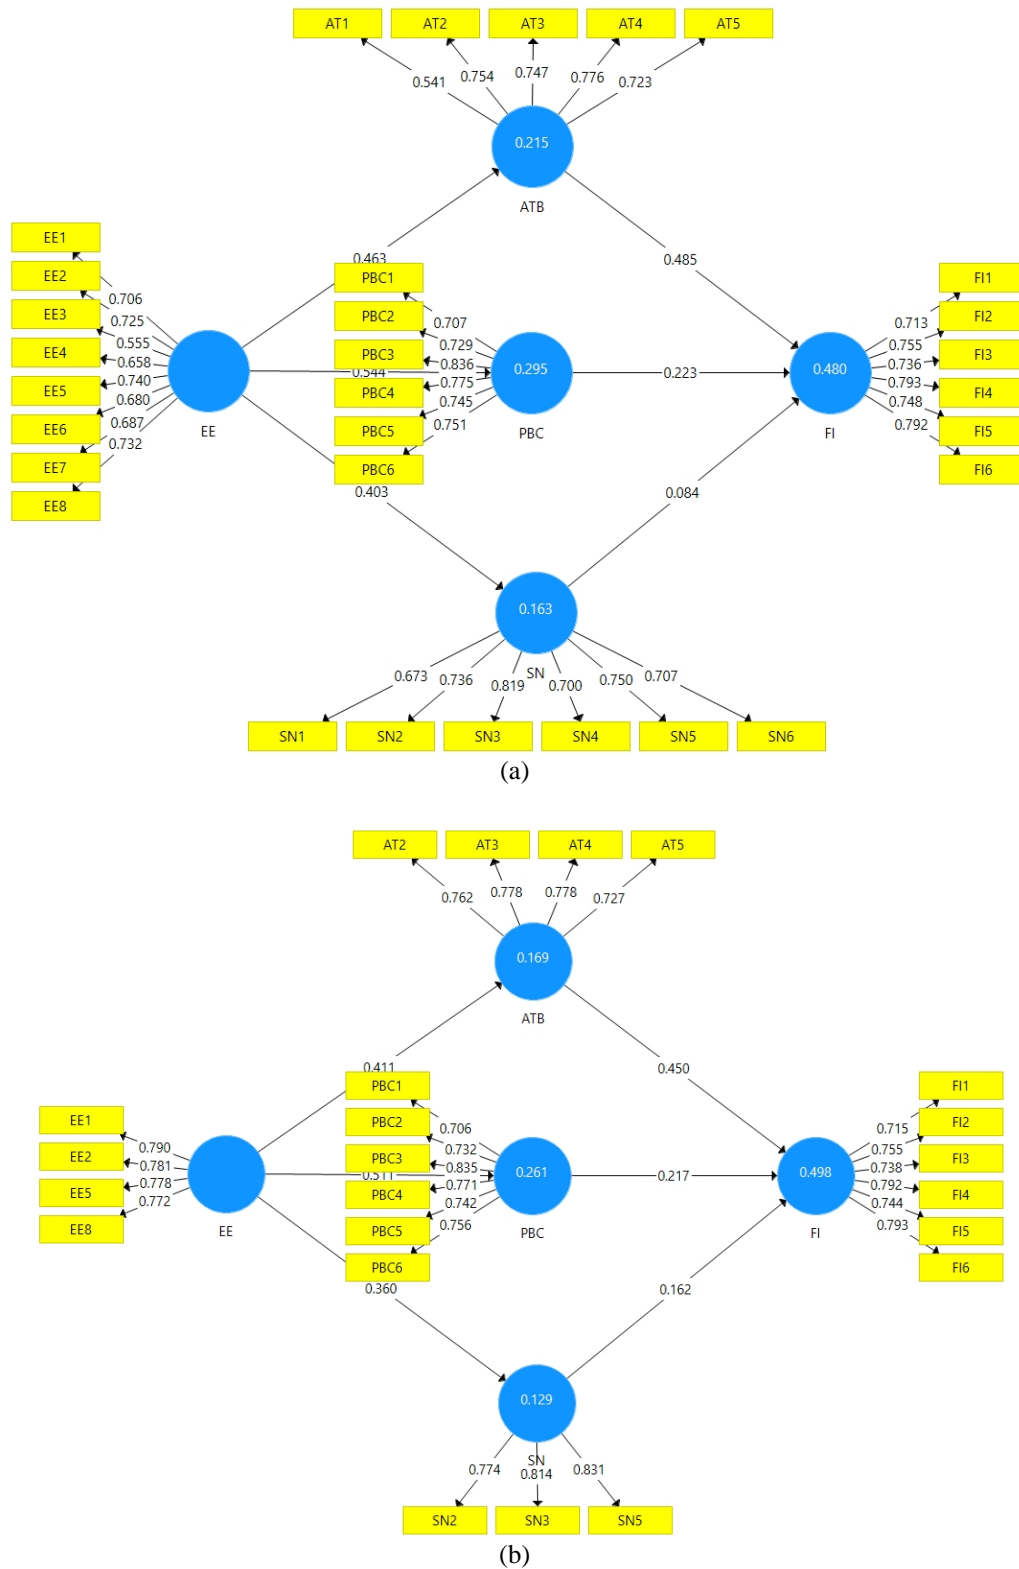 AT1 AT2 AT3 AT4 AT5
0.541 0.754 0.747 0.776 0.723
0.215
ATB
0.463 0.485
EE1
EE2
EE3
EE4
EE5
EE6
EE7
EE8
0.706
0.725
0.555
0.658
0.740
0.680
0.687
0.732
EE
0.544
PBC1
PBC2
PBC3
PBC4
PBC5
PBC6
0.707
0.729
0.836
0.775
0.745
0.751
0.295
PBC
0.223
0.480
FI
0.713
0.755
0.736
0.793
0.748
0.792
FI1
FI2
FI3
FI4
FI5
FI6
0.403 0.084
0.163
SN
0.673 0.736 0.819 0.700 0.750 0.707
SN1 SN2 SN3 SN4 SN5 SN6
(a)
AT2 AT3 AT4 AT5
0.762 0.778 0.778 0.727
0.169
ATB
0.411 0.450
EE1
EE2
EE5
EE8
0.790
0.781
0.778
0.772
EE
0.511
PBC1
PBC2
PBC3
PBC4
PBC5
PBC6
0.706
0.732
0.835
0.771
0.742
0.756
0.261
PBC
0.217
0.498
FI
0.715
0.755
0.738
0.792
0.744
0.793
FI1
FI2
FI3
FI4
FI5
FI6
0.360 0.162
0.129
SN
0.774 0.814 0.831
SN2 SN3 SN5
(b)